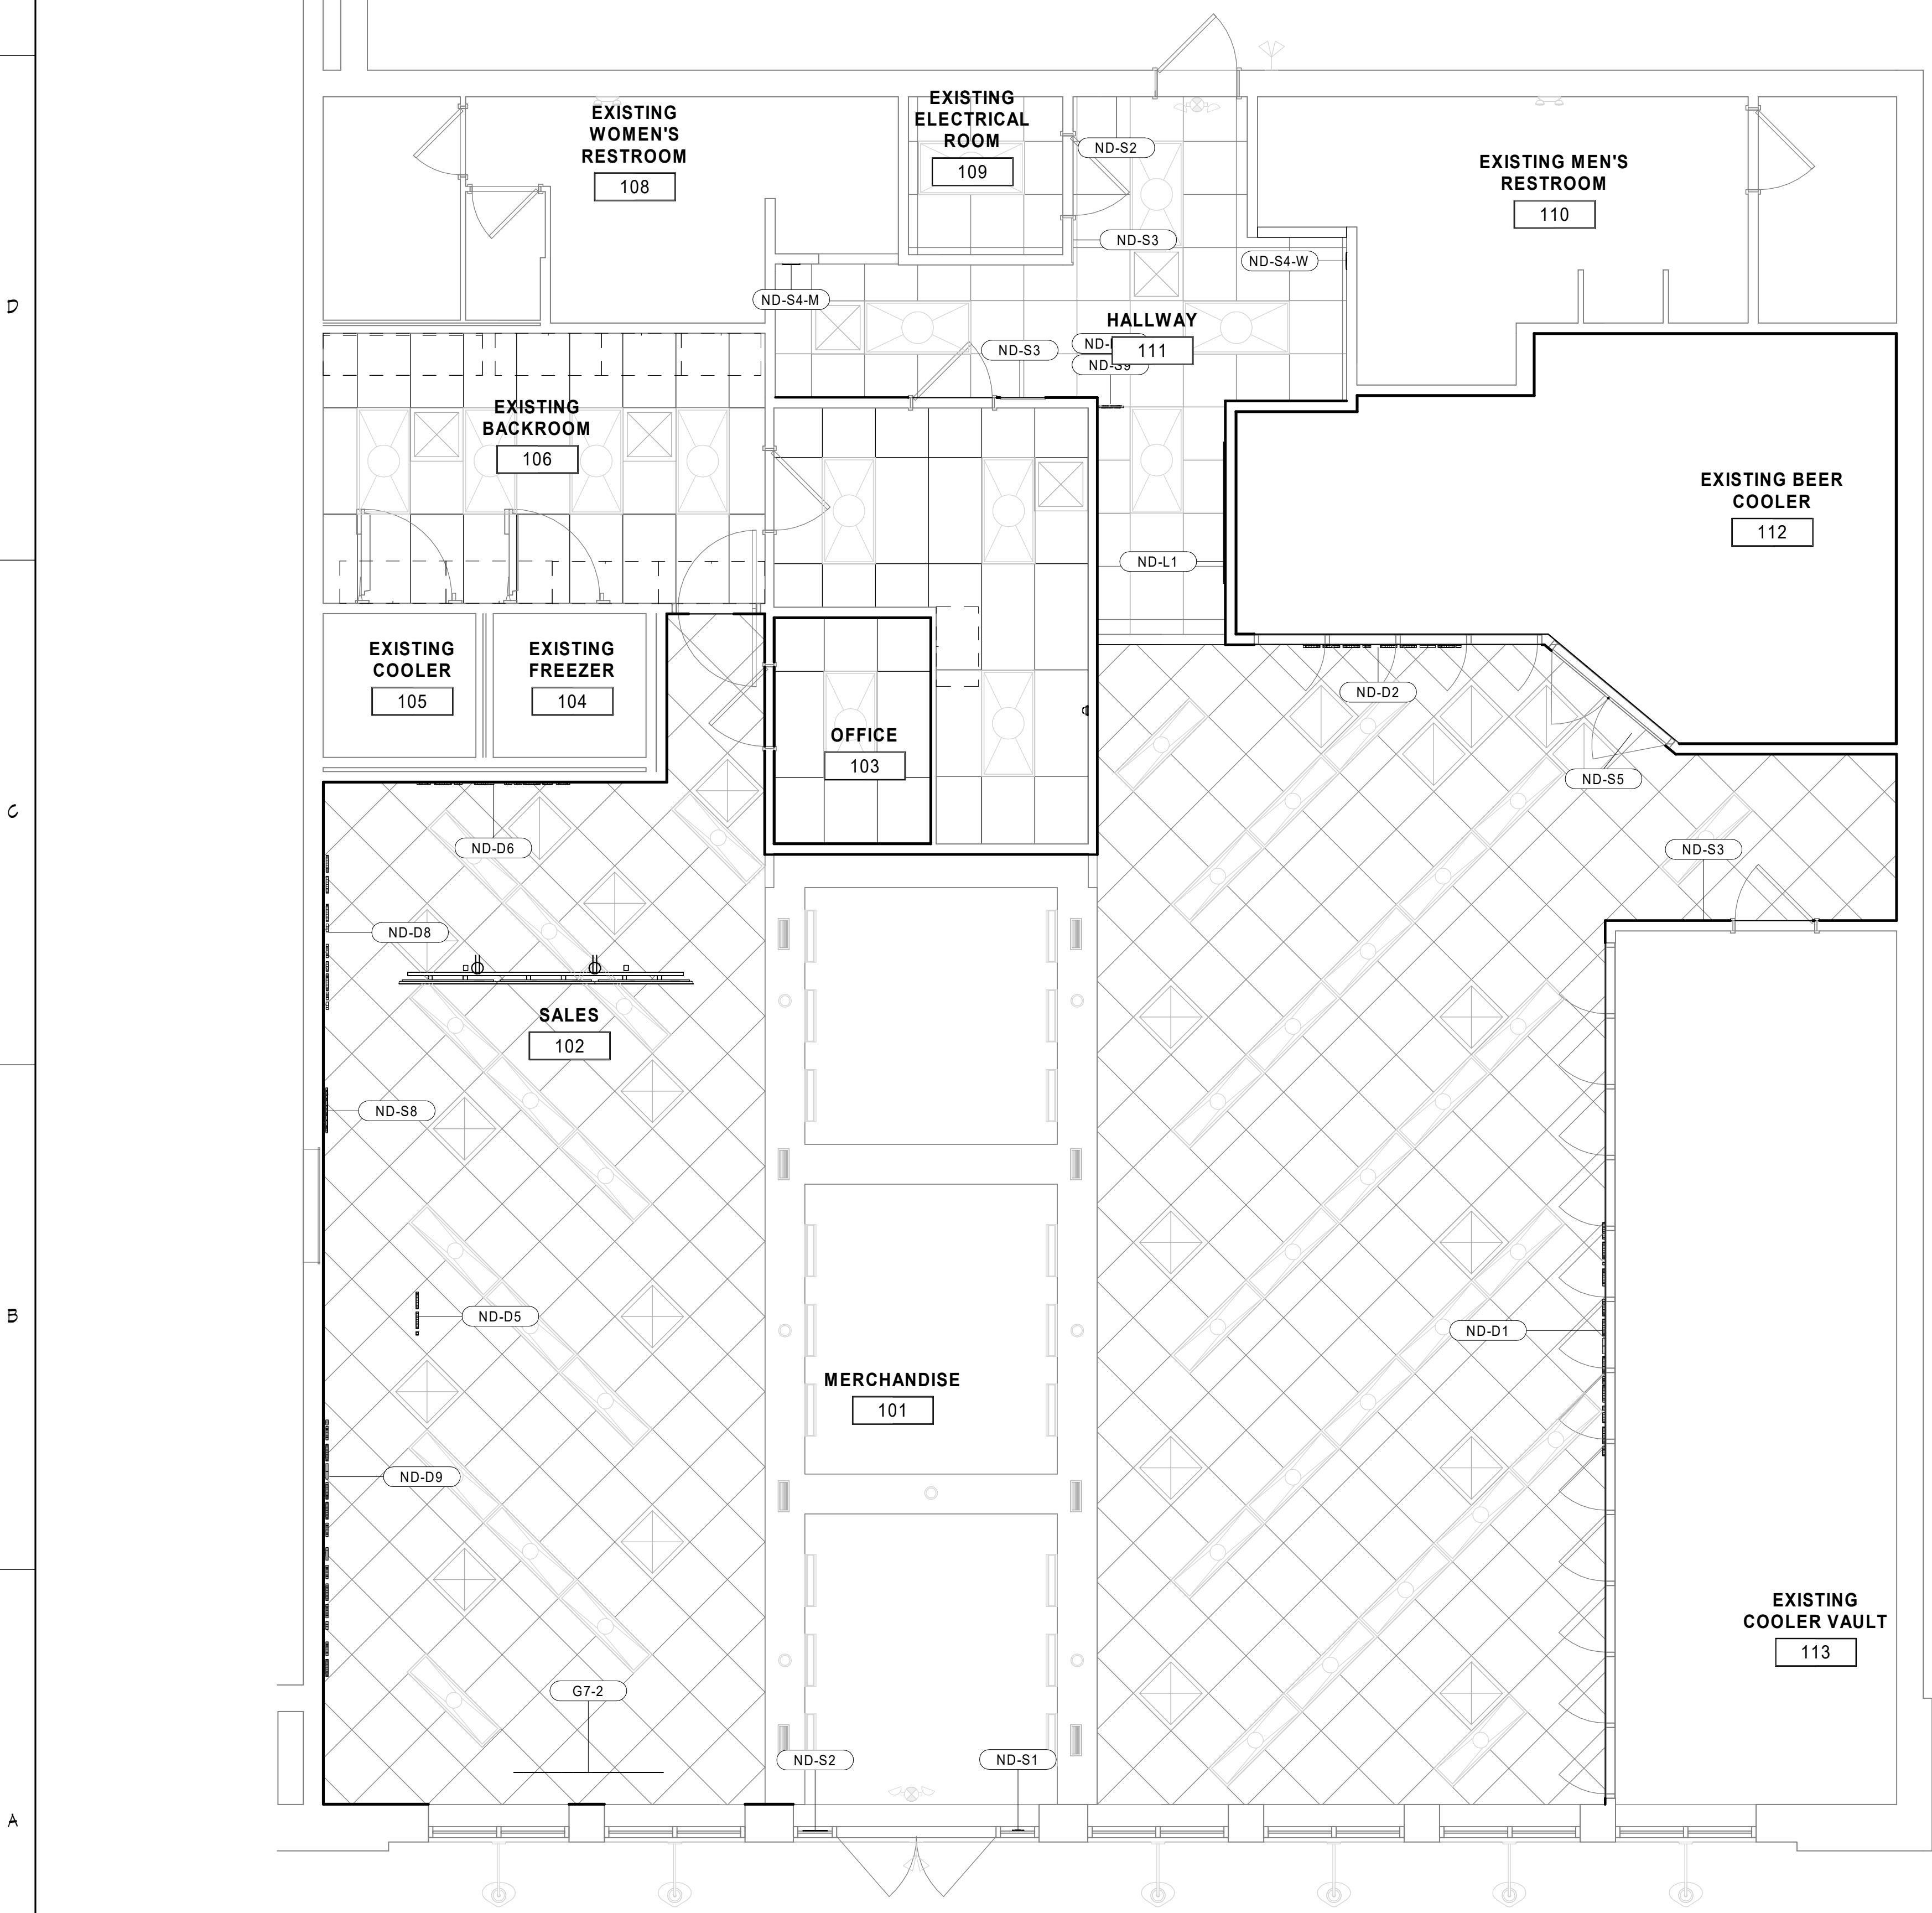 EXISTING
WOMEN'S
RESTROOM
108
EXISTING
ELECTRICAL
ROOM
109
ND-S2
EXISTING MEN'S
RESTROOM
110
ND-S3
ND-S4-W
D
ND-S4-M
HALLWAY
111
ND-S3
ND-S9
EXISTING
BACKROOM
106
EXISTING BEER
COOLER
112
ND-L1
EXISTING
COOLER
105
EXISTING
FREEZER
104
ND-D2
OFFICE
103
ND-S5
C
ND-D6
ND-S3
ND-D8
SALES
102
ND-S8
B
ND-D5
ND-D1
MERCHANDISE
101
ND-D9
EXISTING
COOLER VAULT
113
G7-2
ND-S2
ND-S1
A